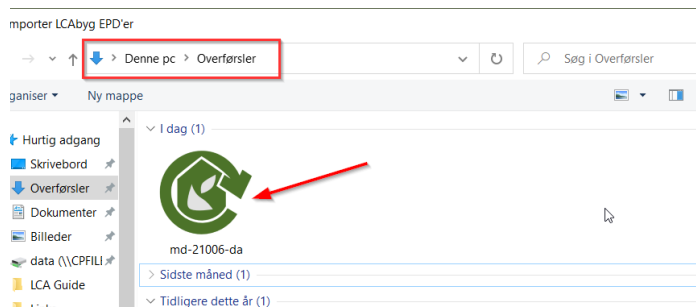 mporter LCAbyg EPD'er
Denne pc > Overførsler
Søg i Overførsler
ganiser
Ny mappe
Hurtig adgang
Skrivebord
Overførsler
Dokumenter
Billeder
data (\\CPFILI
LCA Guide
I dag (1)
md-21006-da
Sidste måned (1)
Tidligere dette år (1)